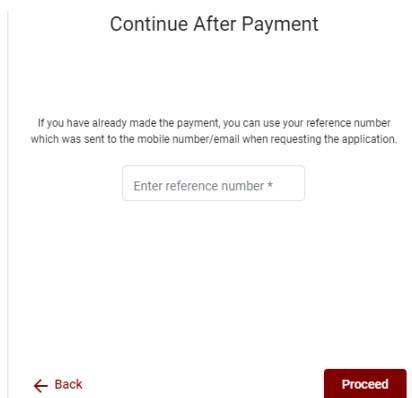 Continue After Payment
If you have already made the payment, you can use your reference number
which was sent to the mobile number/email when requesting the application.
Enter reference number *
Back
Proceed